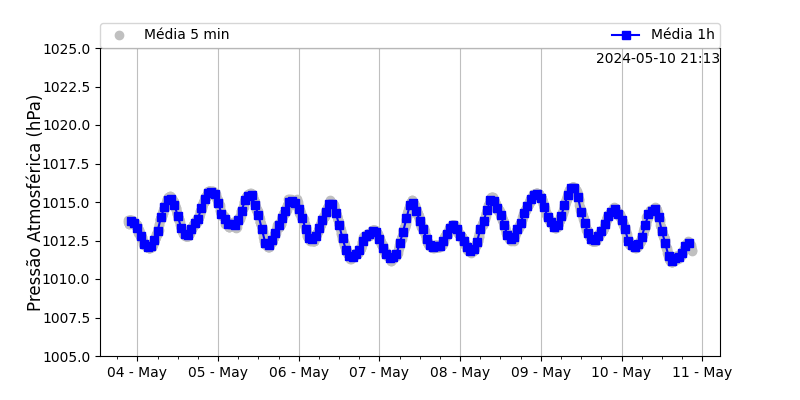 Média 5 min
Média 1h
2024-05-10 21:13
Pressão Atmosférica (hPa)
1025.0
1022.5
1020.0
1017.5
1015.0
1012.5
1010.0
1007.5
1005.0
04 - May
05 - May
06 - May
07 - May
08 - May
09 - May
10 - May
11 - May